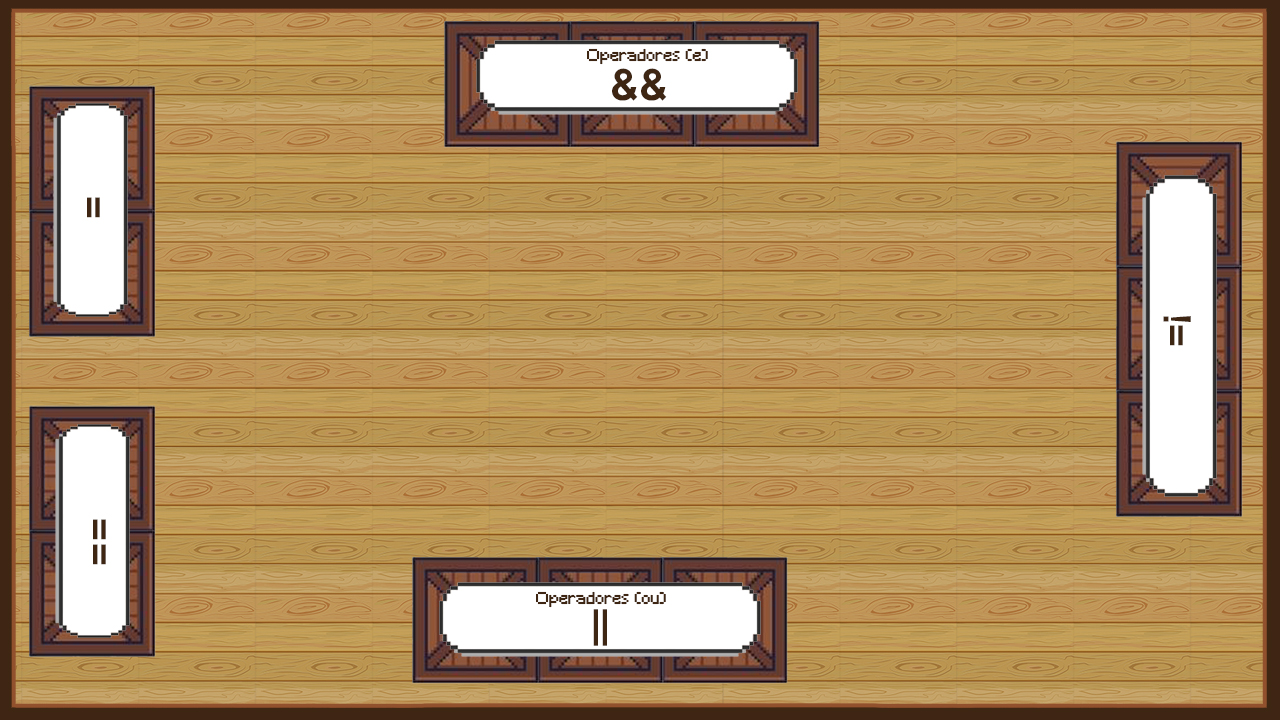 Operadores (e)
&&
=
!=
==
Operadores (ou)
||